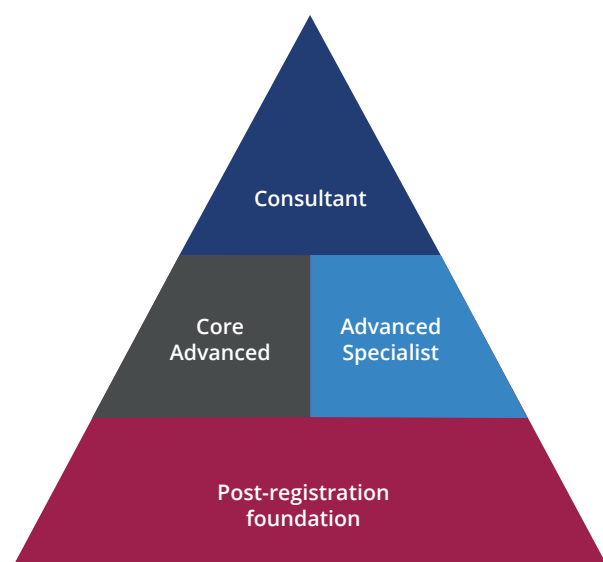 Consultant
Core
Advanced
Advanced
Specialist
Post-registration
foundation